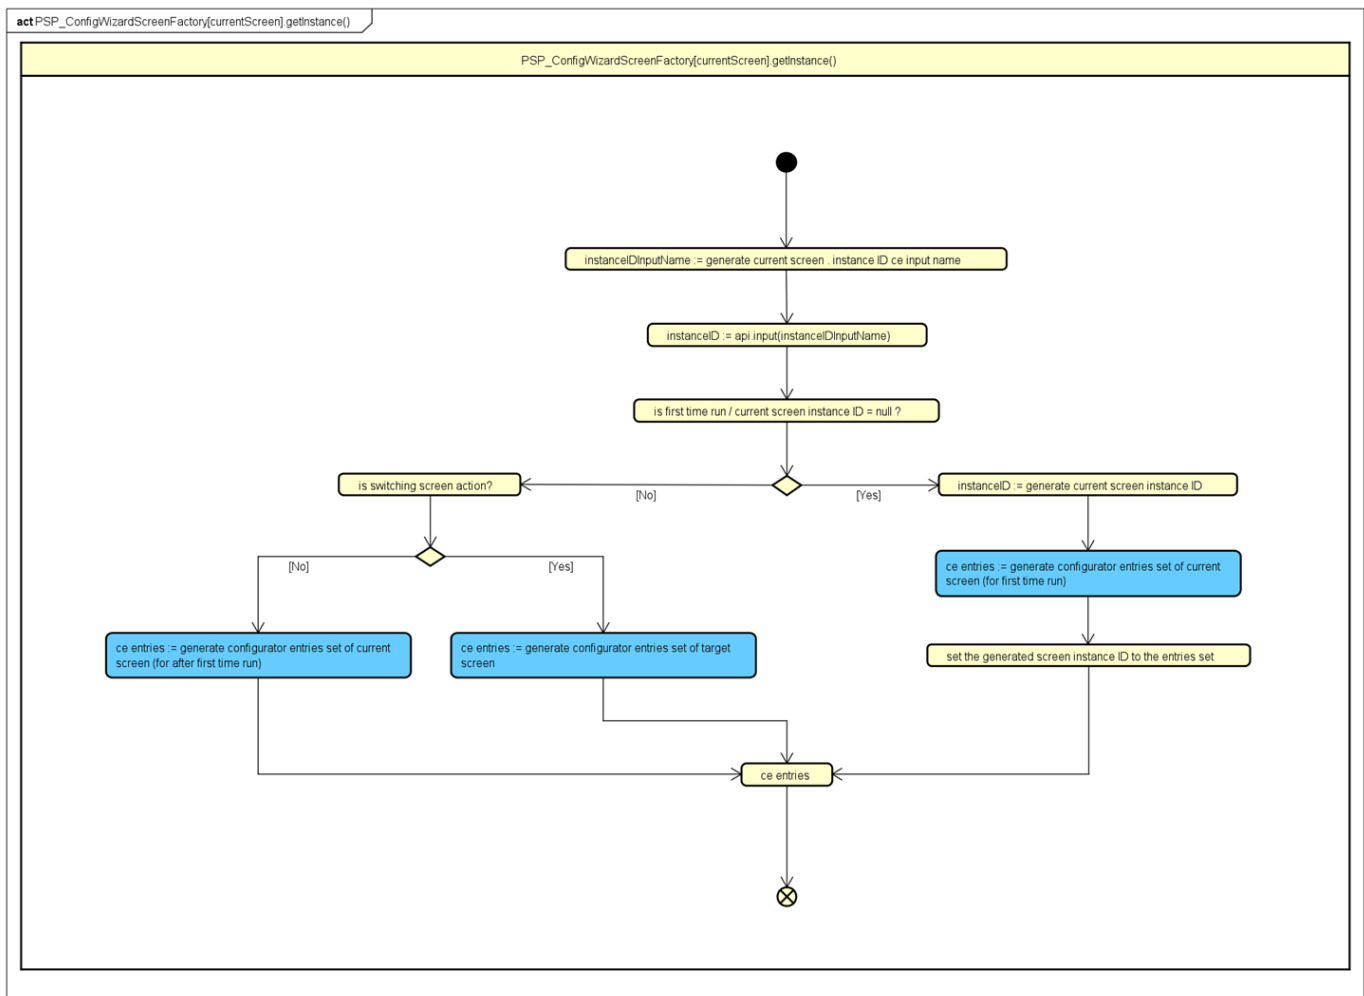 act PSP_ConfigWizardScreenFactory[currentScreen].getInstance()
PSP_ConfigWizardScreenFactory[currentScreen].getInstance()
instanceIDInputName := generate current screen . instance ID ce input name
instanceID := api.input(instanceIDInputName)
is first time run / current screen instance ID = null ?
is switching screen action?
[No]
[Yes]
instanceID := generate current screen instance ID
[No]
[Yes]
ce entries := generate configurator entries set of current
screen (for first time run)
ce entries := generate configurator entries set of current
screen (for after first time run)
ce entries := generate configurator entries set of target
screen
set the generated screen instance ID to the entries set
ce entries